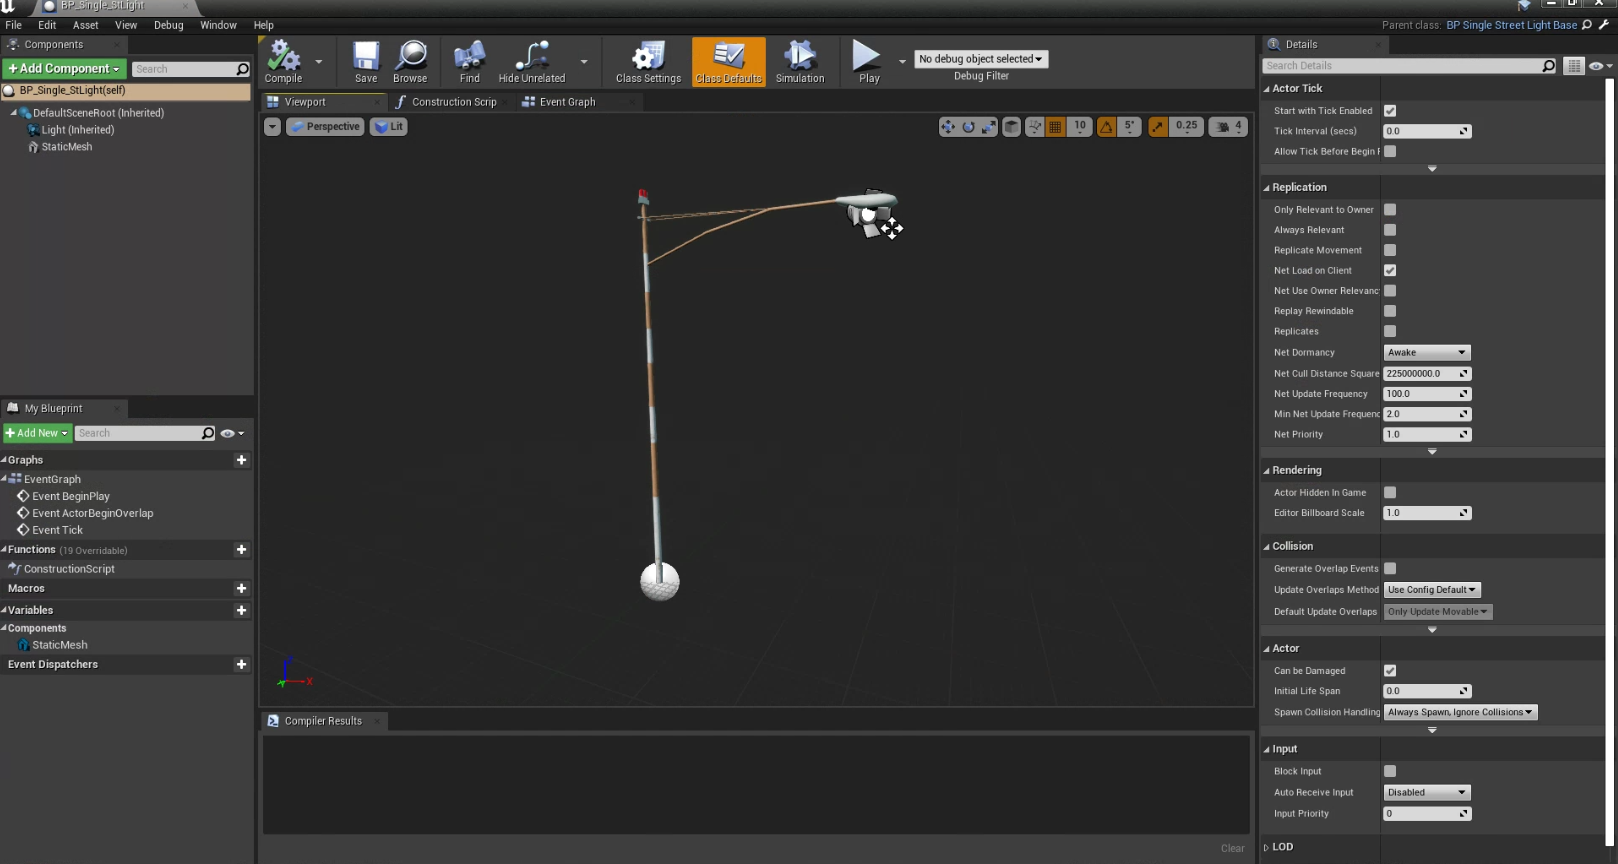 BP_Single_StLight
File Edit Asset View Debug Window Help
Parent class: BP Single Street Light Base
Components
+ Add Component Search
BP_Single_StLight(self)
DefaultSceneRoot (Inherited)
Light (Inherited)
StaticMesh
My Blueprint
+ Add New Search
Graphs
EventGraph
Event BeginPlay
Event ActorBeginOverlap
Event Tick
Functions (19 Overridable)
ConstructionScript
Macros
Variables
Components
StaticMesh
Event Dispatchers
Compile Save Browse Find Hide Unrelated Class Settings Class Defaults Simulation Play
No debug object selected
Debug Filter
Viewport Construction Scrip Event Graph
Perspective Lit
10 5° 0.25 4
Z
X
Compiler Results
Clear
Details
Search Details
Actor Tick
Start with Tick Enabled
Tick Interval (secs) 0.0
Allow Tick Before Begin P
Replication
Only Relevant to Owner
Always Relevant
Replicate Movement
Net Load on Client
Net Use Owner Relevanc
Replay Rewindable
Replicates
Net Dormancy Awake
Net Cull Distance Square 225000000.0
Net Update Frequency 100.0
Min Net Update Frequenc 2.0
Net Priority 1.0
Rendering
Actor Hidden In Game
Editor Billboard Scale 1.0
Collision
Generate Overlap Events
Update Overlaps Method Use Config Default
Default Update Overlaps Only Update Movable
Actor
Can be Damaged
Initial Life Span 0.0
Spawn Collision Handling Always Spawn, Ignore Collisions
Input
Block Input
Auto Receive Input Disabled
Input Priority 0
LOD